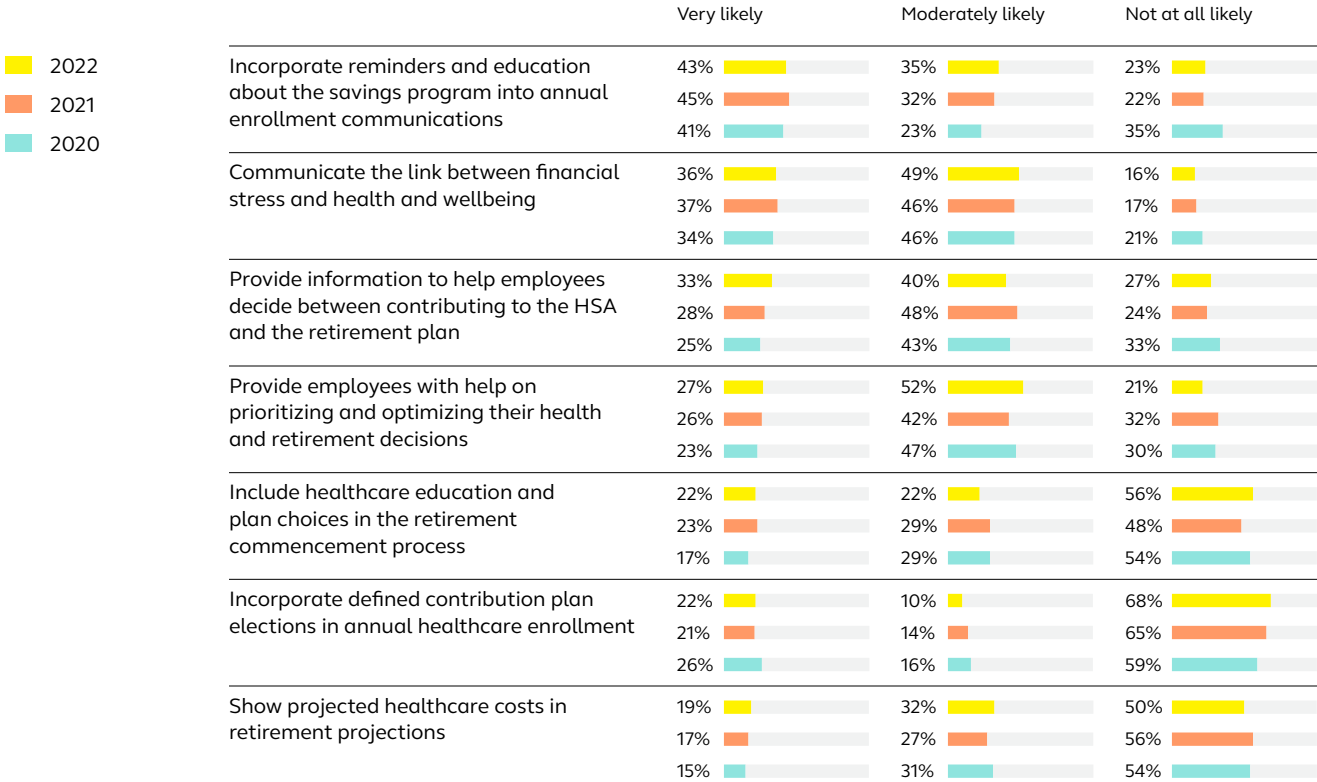 Very likely Moderately likely Not at all likely
2022
2021
2020
Incorporate reminders and education
about the savings program into annual
enrollment communications
43% 35% 23%
45% 32% 22%
41% 23% 35%
Communicate the link between financial
stress and health and wellbeing
36% 49% 16%
37% 46% 17%
34% 46% 21%
Provide information to help employees
decide between contributing to the HSA
and the retirement plan
33% 40% 27%
28% 48% 24%
25% 43% 33%
Provide employees with help on
prioritizing and optimizing their health
and retirement decisions
27% 52% 21%
26% 42% 32%
23% 47% 30%
Include healthcare education and
plan choices in the retirement
commencement process
22% 22% 56%
23% 29% 48%
17% 29% 54%
Incorporate defined contribution plan
elections in annual healthcare enrollment
22% 10% 68%
21% 14% 65%
26% 16% 59%
Show projected healthcare costs in
retirement projections
19% 32% 50%
17% 27% 56%
15% 31% 54%